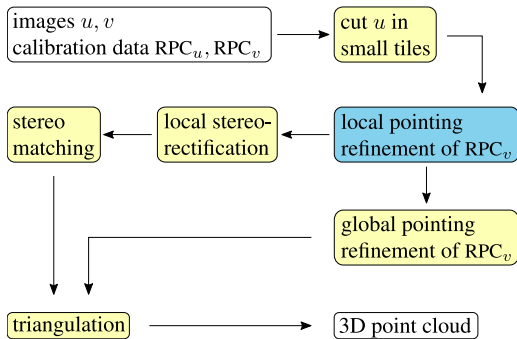 images u, v
calibration data RPC_u, RPC_v
cut u in
small tiles
stereo
matching
local stereo-
rectification
local pointing
refinement of RPC_v
global pointing
refinement of RPC_v
triangulation
3D point cloud